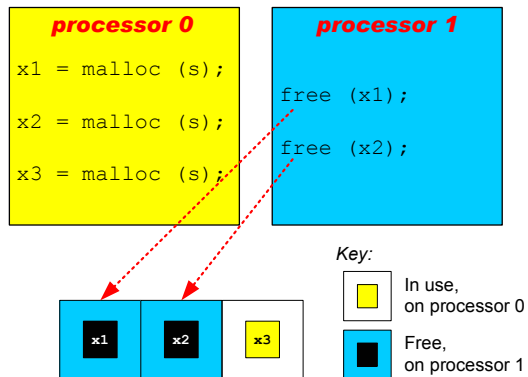 processor 0
x1 = malloc (s);
x2 = malloc (s);
x3 = malloc (s);
processor 1
free (x1);
free (x2);
x1
x2
x3
Key:
In use,
on processor 0
Free,
on processor 1